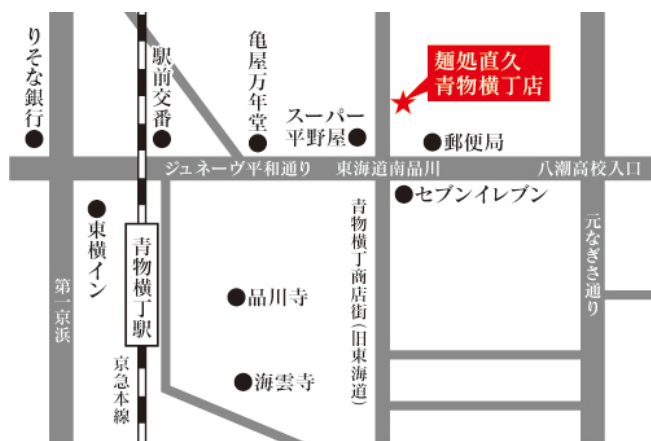 りそな銀行
駅前交番
亀屋万年堂
スーパー
平野屋
麺処直久
青物横丁店
郵便局
ジュネーヴ平和通り
東海道南品川
八潮高校入口
東横イン
セブンイレブン
青物横丁駅
品川寺
青物横丁商店街(旧東海道)
元なぎさ通り
第一京浜
京急本線
海雲寺